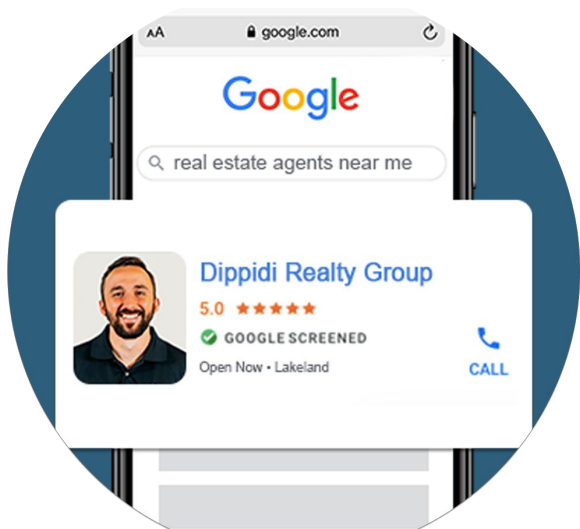 AA google.com
Google
real estate agents near me
Dippidi Realty Group
5.0
GOOGLE SCREENED
Open Now • Lakeland
CALL